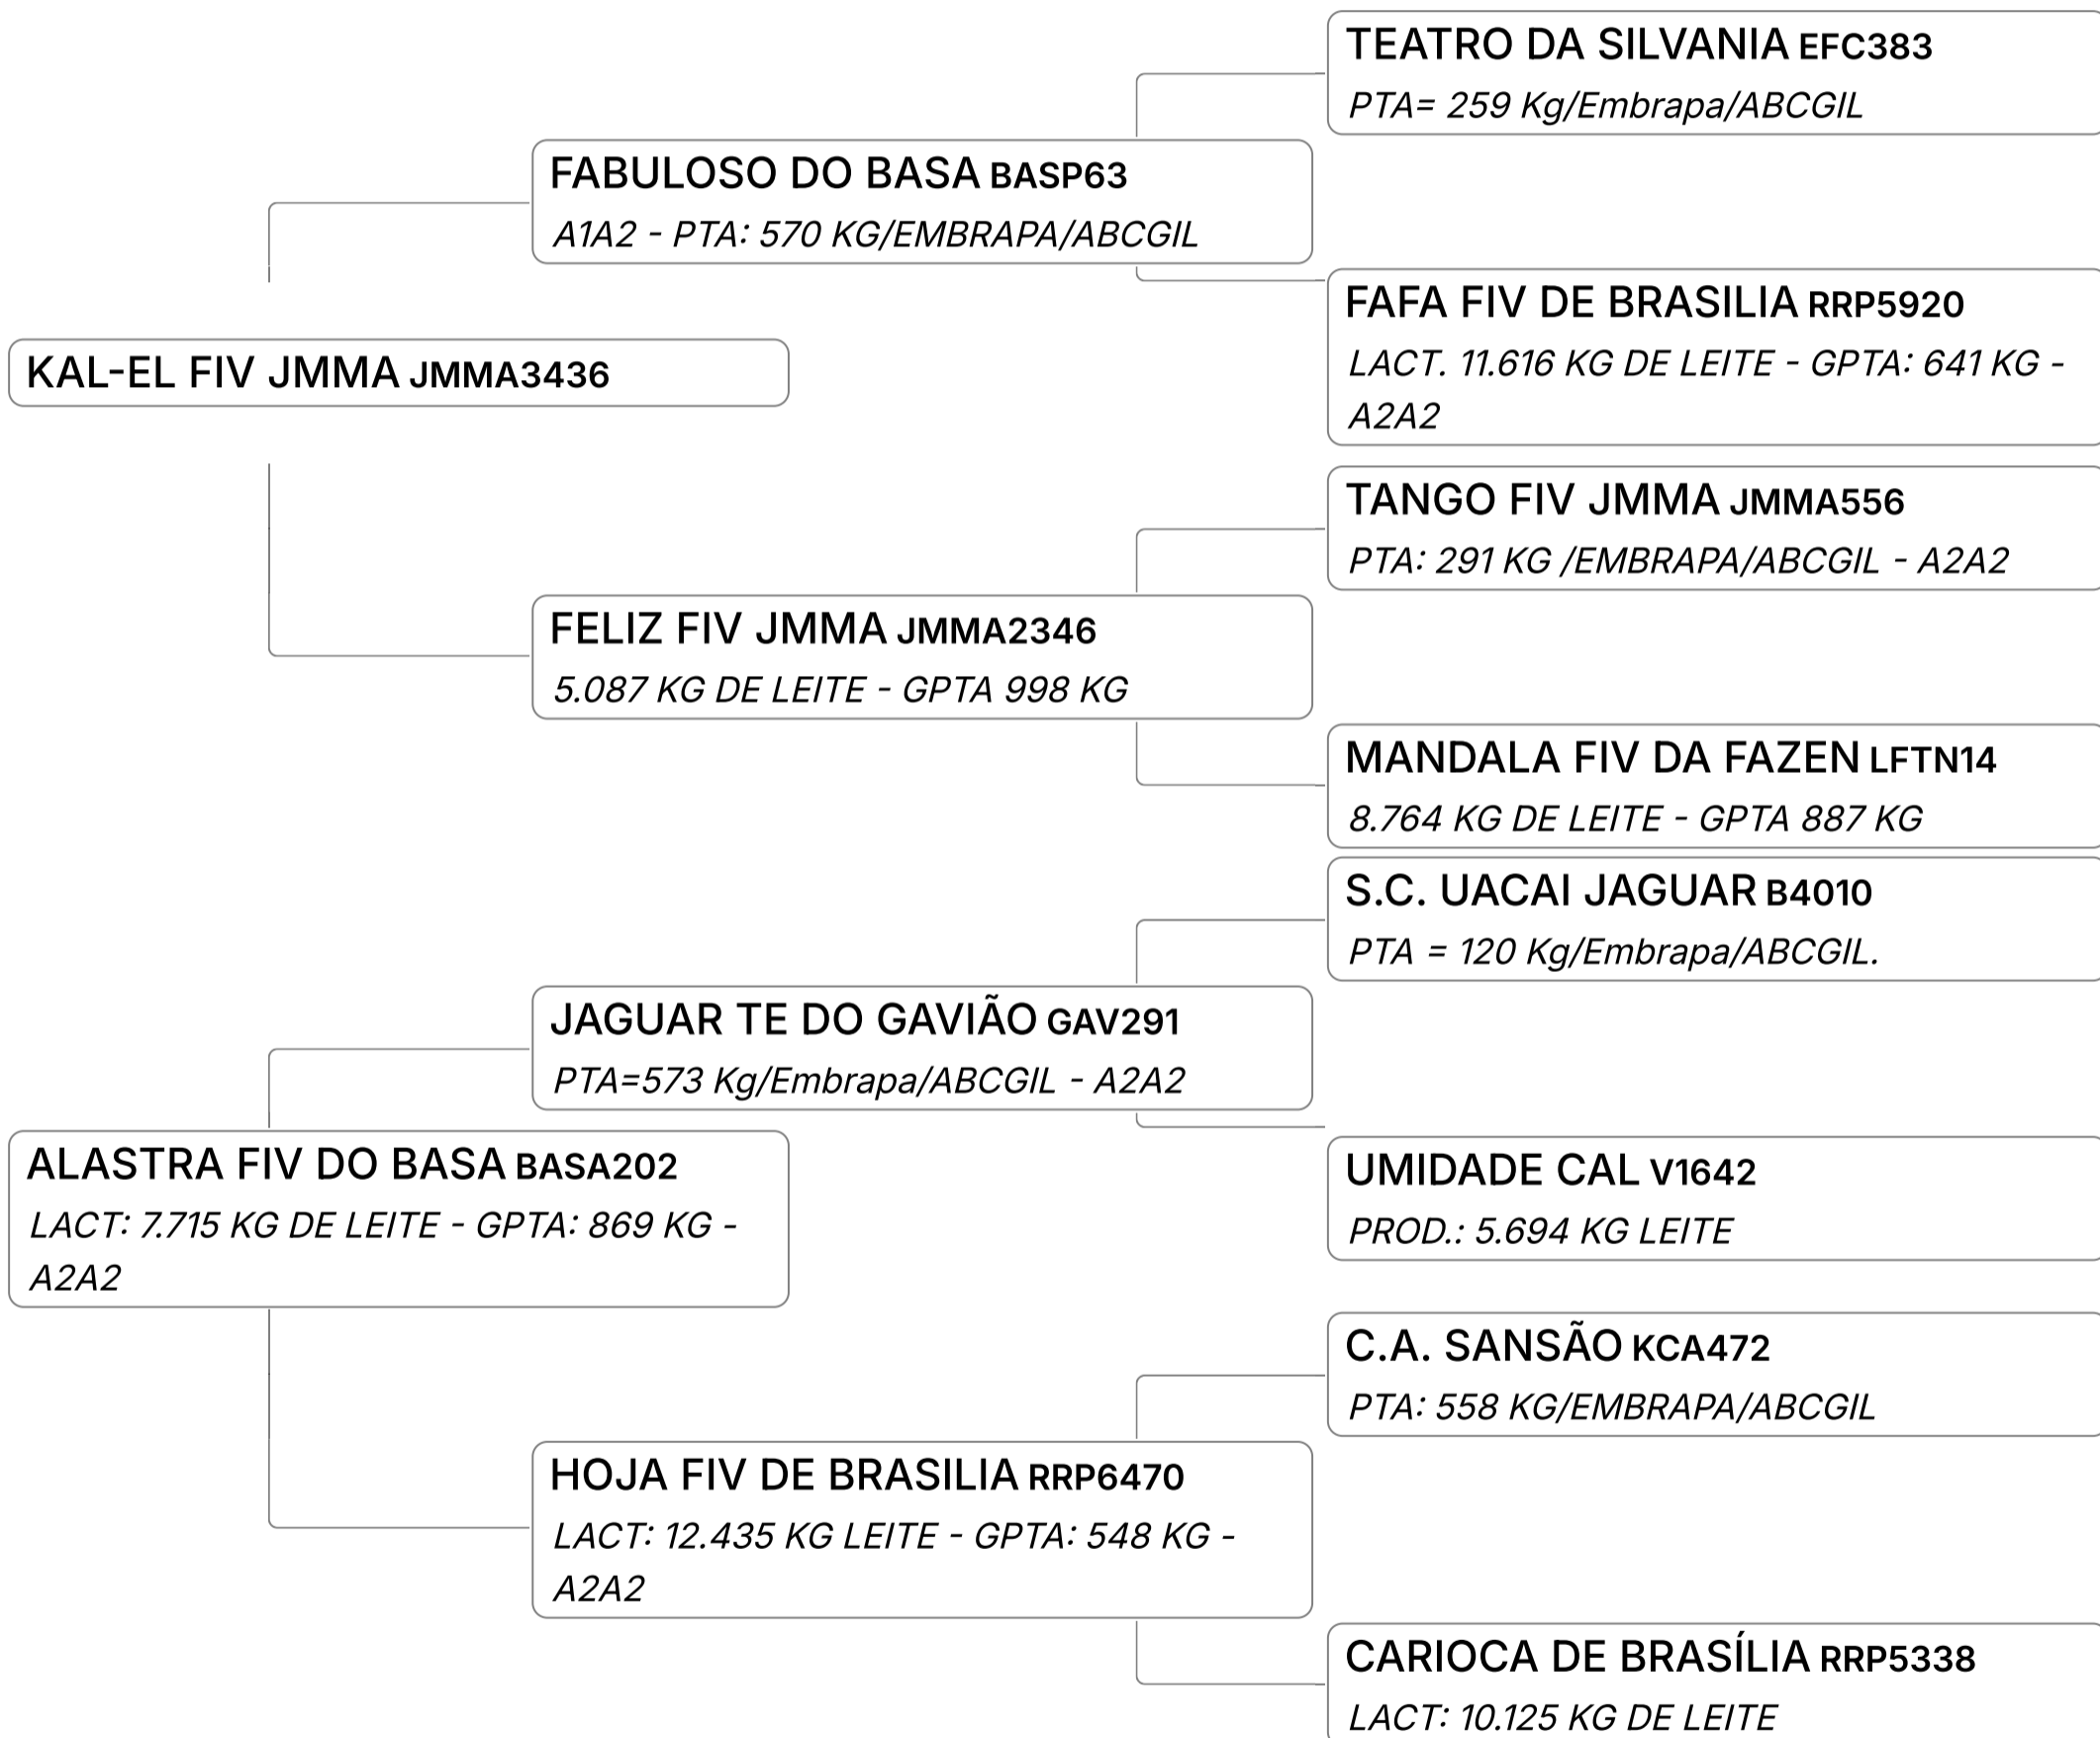 TEATRO DA SILVANIA EFC383
PTA= 259 Kg/Embrapa/ABCGIL
FABULOSO DO BASA BASP63
A1A2 - PTA: 570 KG/EMBRAPA/ABCGIL
FAFA FIV DE BRASILIA RRP5920
LACT. 11.616 KG DE LEITE - GPTA: 641 KG -
A2A2
KAL-EL FIV JMMA JMMA3436
TANGO FIV JMMA JMMA556
PTA: 291 KG /EMBRAPA/ABCGIL - A2A2
FELIZ FIV JMMA JMMA2346
5.087 KG DE LEITE - GPTA 998 KG
MANDALA FIV DA FAZEN LFTN14
8.764 KG DE LEITE - GPTA 887 KG
S.C. UACAI JAGUAR B4010
PTA = 120 Kg/Embrapa/ABCGIL.
JAGUAR TE DO GAVIÃO GAV291
PTA=573 Kg/Embrapa/ABCGIL - A2A2
UMIDADE CAL V1642
PROD.: 5.694 KG LEITE
ALASTRA FIV DO BASA BASA202
LACT: 7.715 KG DE LEITE - GPTA: 869 KG -
A2A2
C.A. SANSÃO KCA472
PTA: 558 KG/EMBRAPA/ABCGIL
HOJA FIV DE BRASILIA RRP6470
LACT: 12.435 KG LEITE - GPTA: 548 KG -
A2A2
CARIOCA DE BRASÍLIA RRP5338
LACT: 10.125 KG DE LEITE